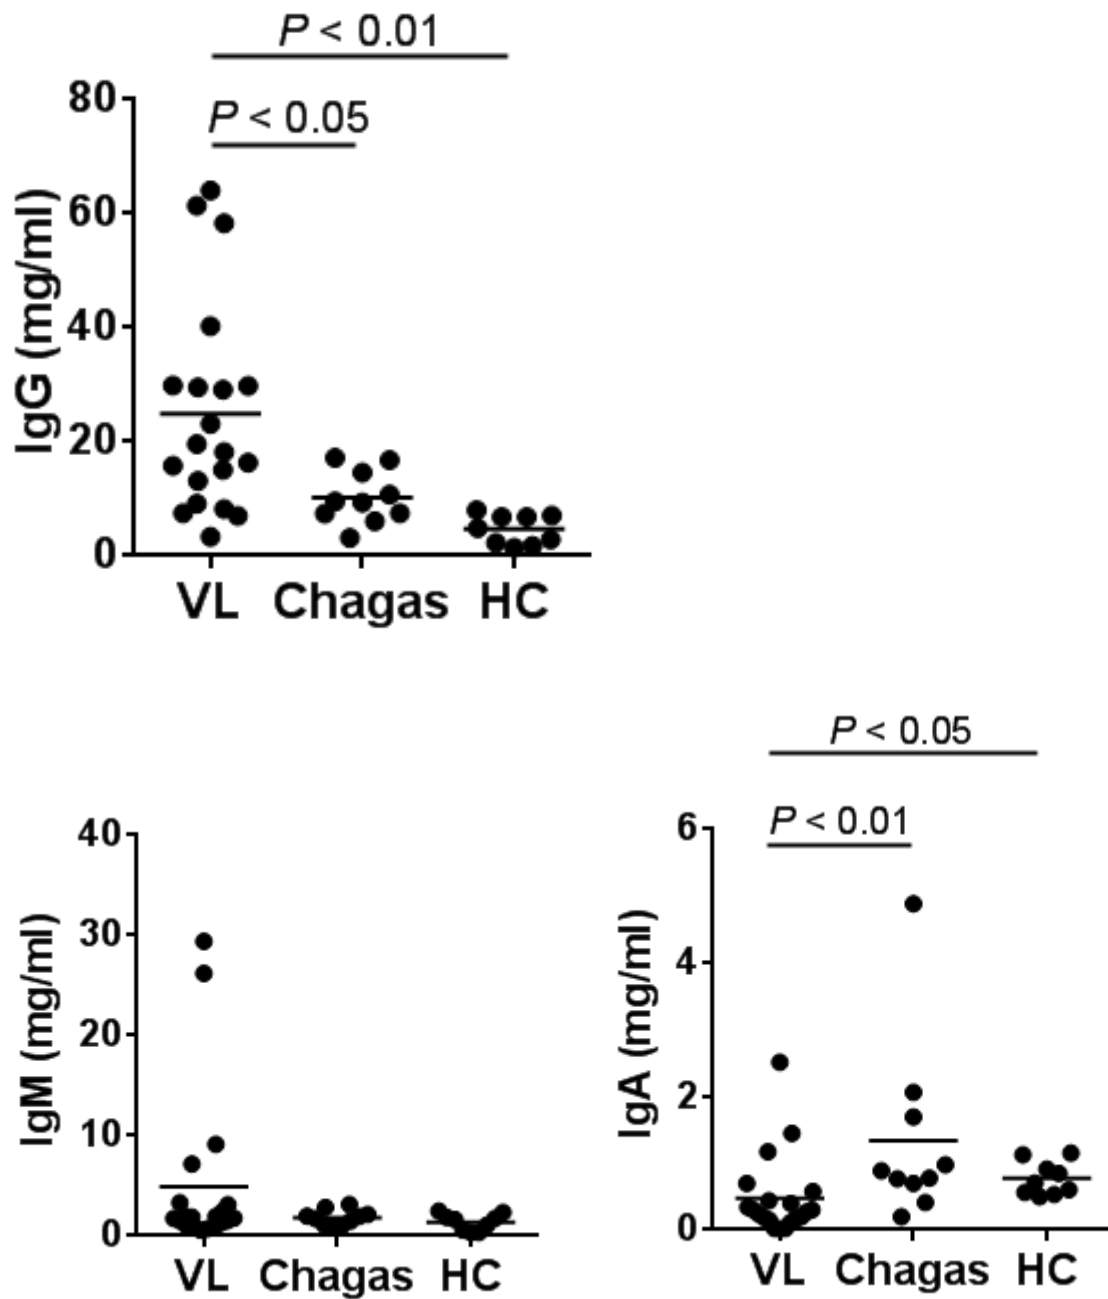 P < 0.01
P < 0.05
80
60
40
20
0
IgG (mg/ml)
VL Chagas HC
P < 0.05
P < 0.01
40
30
20
10
0
IgM (mg/ml)
VL Chagas HC
6
4
2
0
IgA (mg/ml)
VL Chagas HC